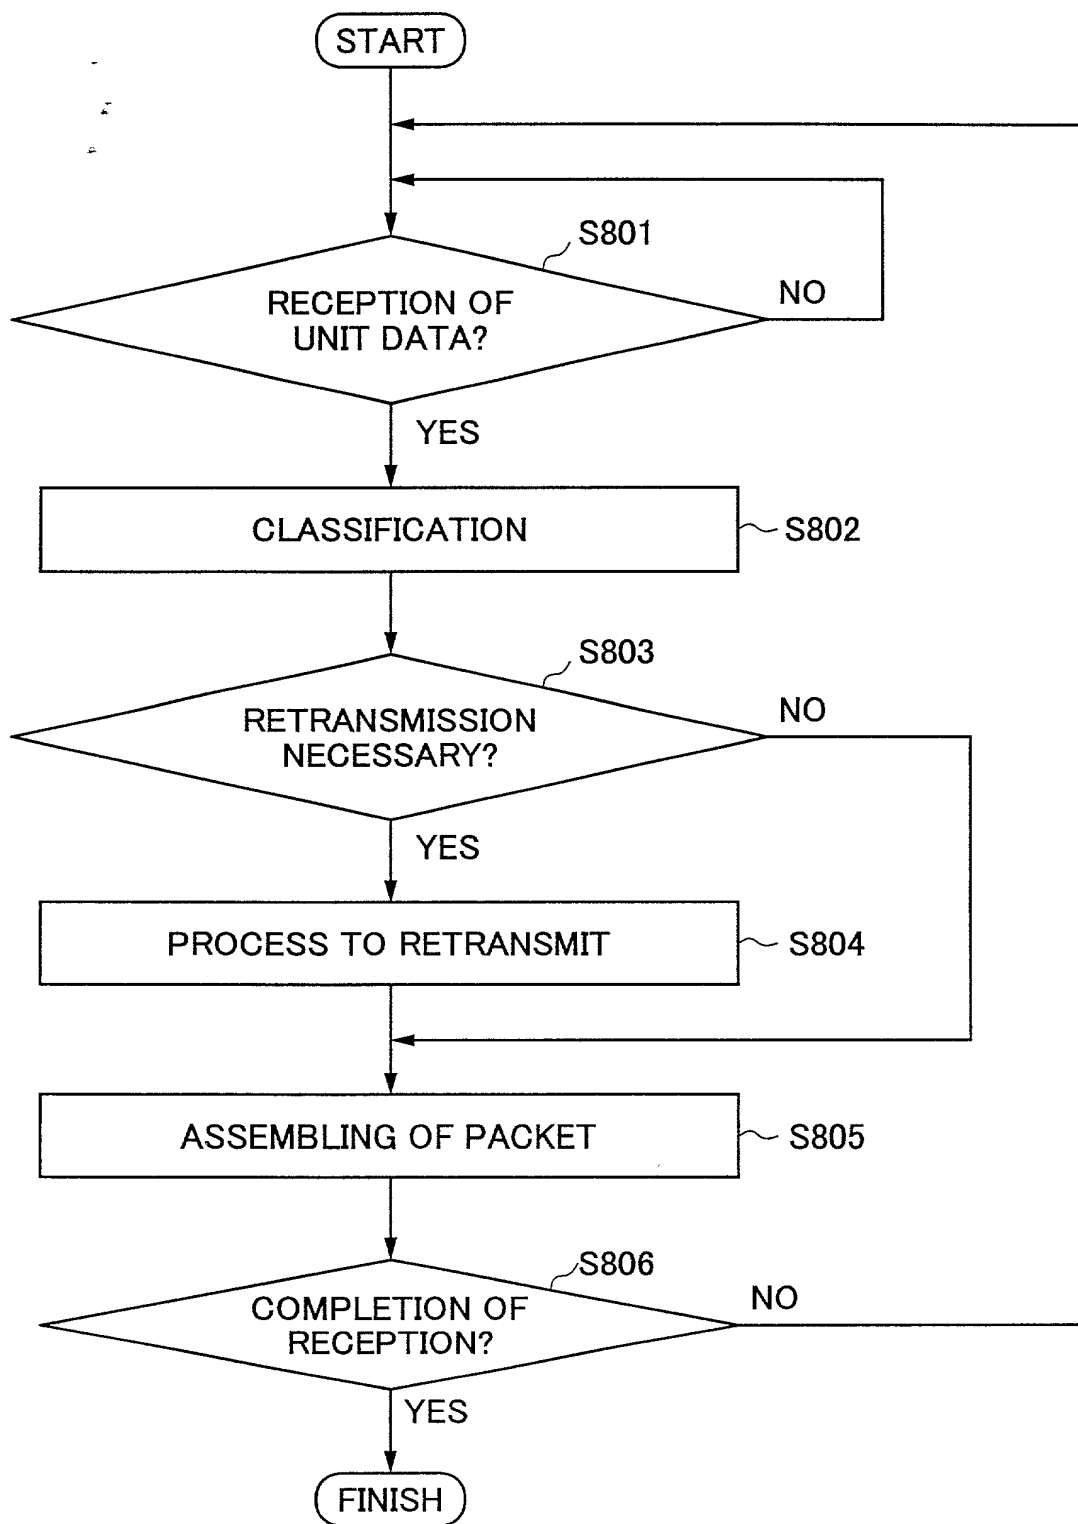 START
S801
RECEPTION OF
UNIT DATA?
NO
YES
CLASSIFICATION
S802
S803
RETRANSMISSION
NECESSARY?
NO
YES
PROCESS TO RETRANSMIT
S804
ASSEMBLING OF PACKET
S805
S806
COMPLETION OF
RECEPTION?
NO
YES
FINISH